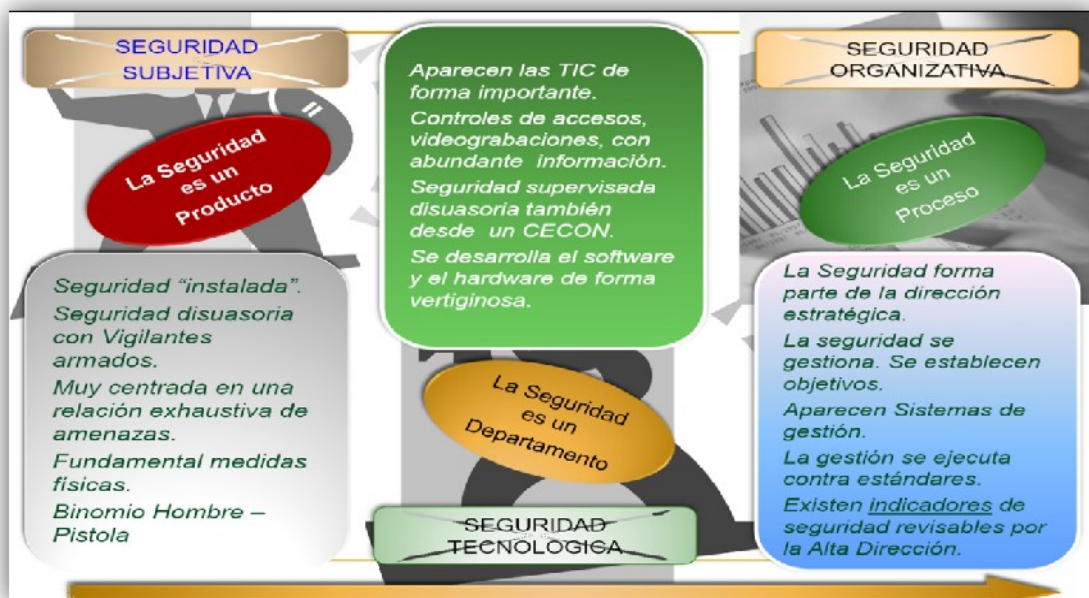 SEGURIDAD
SUBJETIVA
La Seguridad
es un
Producto
Seguridad “instalada”.
Seguridad disuasoria
con Vigilantes
armados.
Muy centrada en una
relación exhaustiva de
amenazas.
Fundamental medidas
físicas.
Binomio Hombre –
Pistola
Aparecen las TIC de
forma importante.
Controles de accesos,
videograbaciones, con
abundante información.
Seguridad supervisada
disuasoria también
desde un CECON.
Se desarrolla el software
y el hardware de forma
vertiginosa.
La Seguridad
es un
Departamento
SEGURIDAD
TECNOLOGICA
SEGURIDAD
ORGANIZATIVA
La Seguridad
es un
Proceso
La Seguridad forma
parte de la dirección
estratégica.
La seguridad se
gestiona. Se establecen
objetivos.
Aparecen Sistemas de
gestión.
La gestión se ejecuta
contra estándares.
Existen indicadores de
seguridad revisables por
la Alta Dirección.